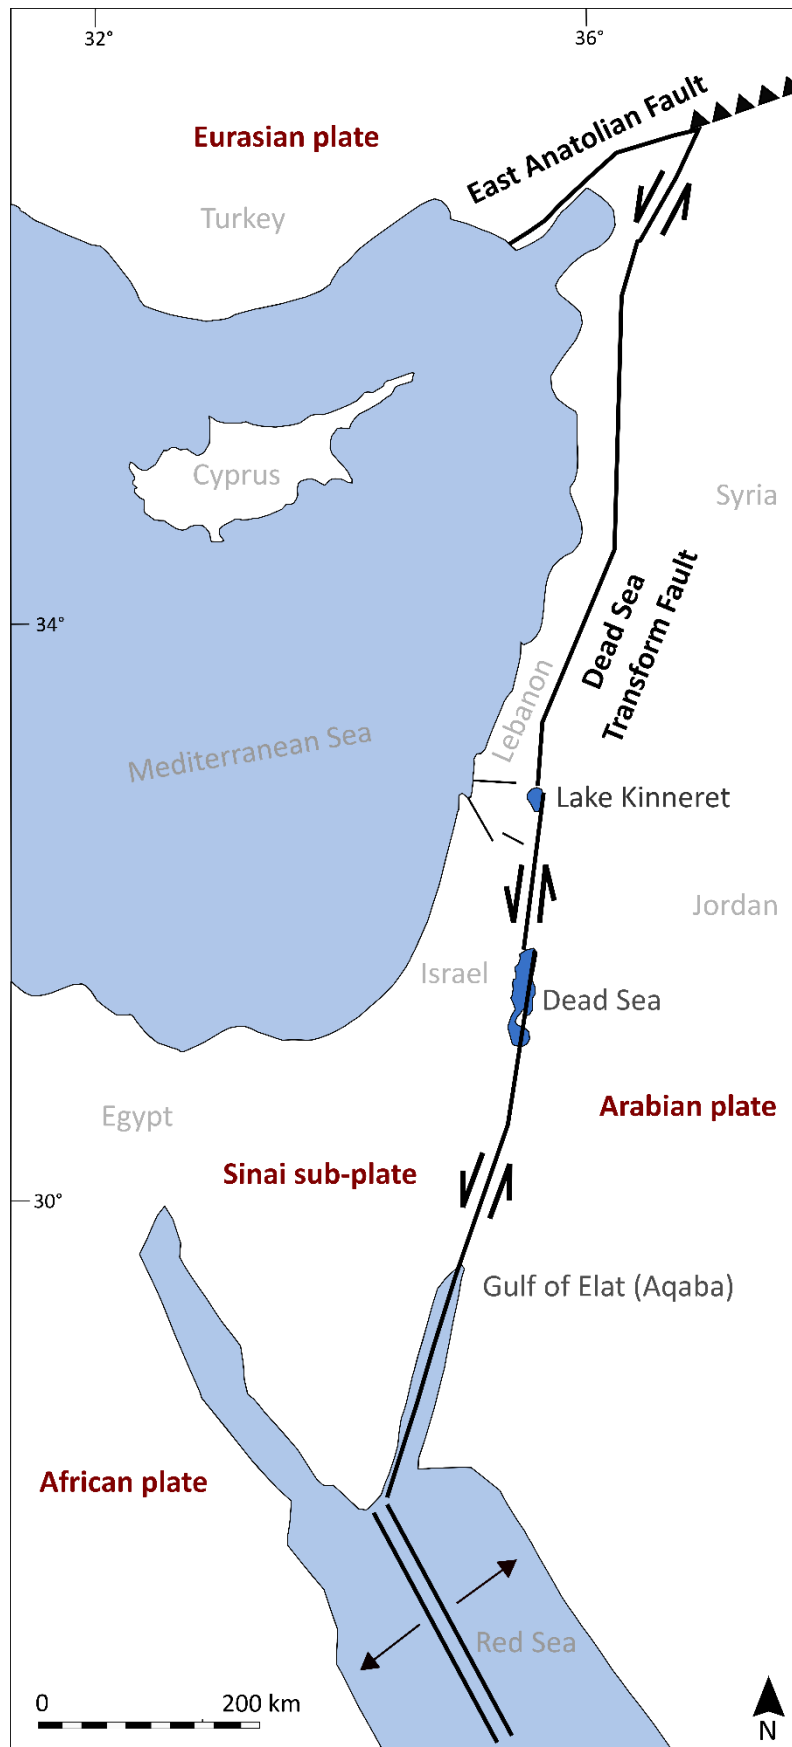 32°
36°
East Anatolian Fault
Eurasian plate
Turkey
Cyprus
Syria
34°
Dead Sea
Transform Fault
Lebanon
Mediterranean Sea
Lake Kinneret
Jordan
Israel
Dead Sea
Egypt
Arabian plate
Sinai sub-plate
30°
Gulf of Elat (Aqaba)
African plate
Red Sea
0
200 km
N